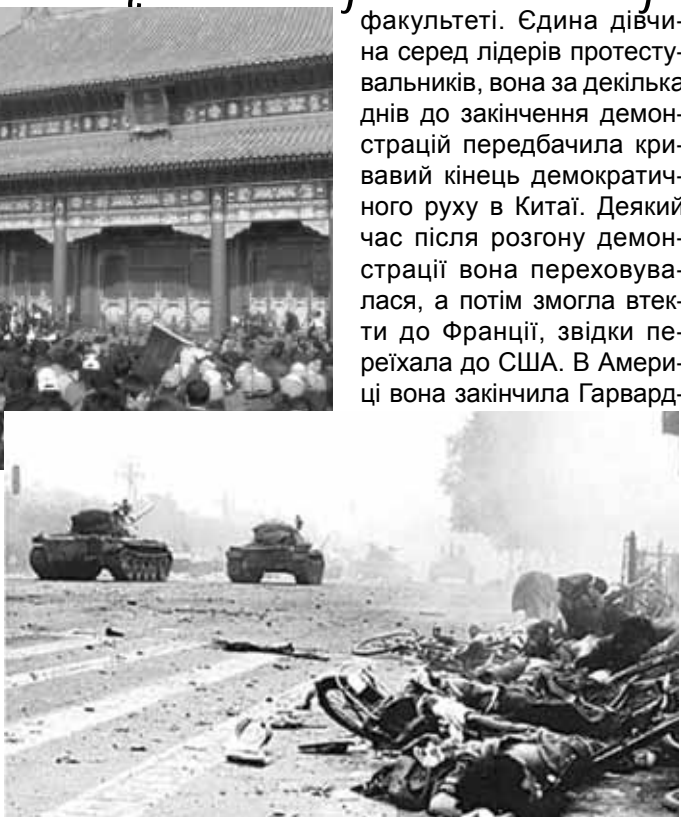 факультеті. Єдина дівчи-
на серед лідерів протесту-
вальників, вона за декілька
днів до закінчення демон-
страцій передбачила кри-
вавий кінець демократич-
ного руху в Китаї. Деякий
час після розгону демон-
страції вона переховува-
лася, а потім змогла втек-
ти до Франції, звідки пе-
реїхала до США. В Амери-
ці вона закінчила Гарвард-